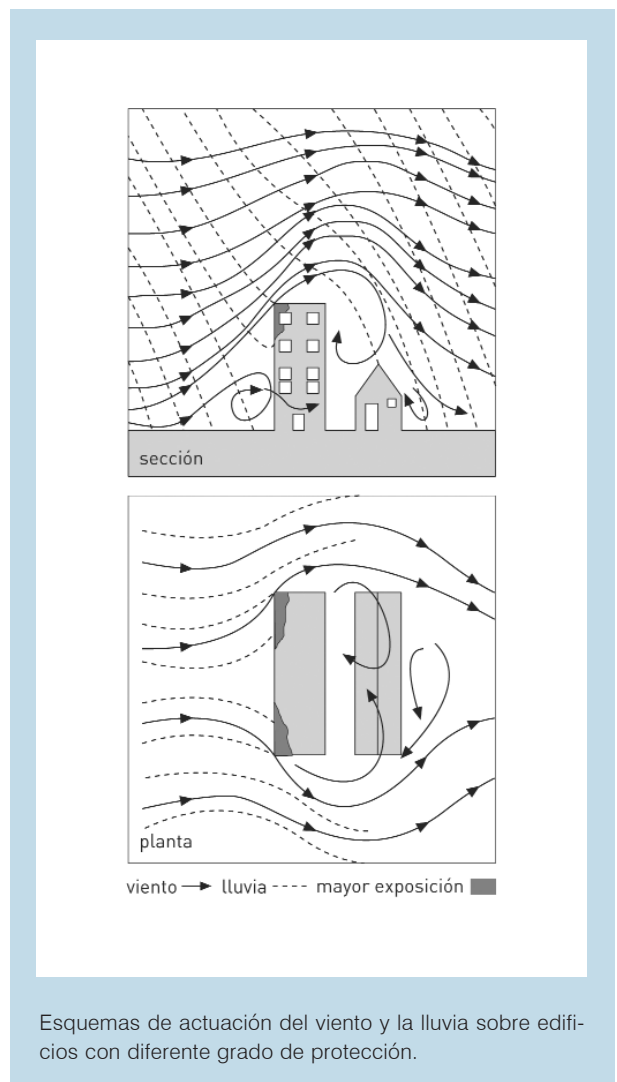 sección
planta
viento lluvia mayor exposición
Esquemas de actuación del viento y la lluvia sobre edifi-
cios con diferente grado de protección.